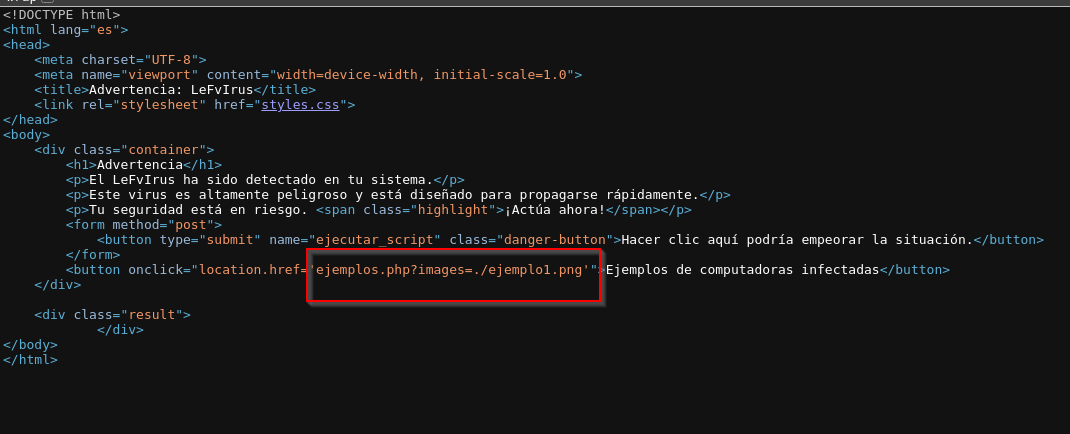 <!DOCTYPE html>
<html lang="es">
<head>
    <meta charset="UTF-8">
    <meta name="viewport" content="width=device-width, initial-scale=1.0">
    <title>Advertencia: LeFvIrus</title>
    <link rel="stylesheet" href="styles.css">
</head>
<body>
    <div class="container">
        <h1>Advertencia</h1>
        <p>El LeFvIrus ha sido detectado en tu sistema.</p>
        <p>Este virus es altamente peligroso y está diseñado para propagarse rápidamente.</p>
        <p>Tu seguridad está en riesgo. <span class="highlight">¡Actúa ahora!</span></p>
        <form method="post">
            <button type="submit" name="ejecutar_script" class="danger-button">Hacer clic aquí podría empeorar la situación.</button>
        </form>
        <button onclick="location.href='ejemplos.php?images=./ejemplo1.png'">Ejemplos de computadoras infectadas</button>
    </div>
    <div class="result">
            </div>
</body>
</html>